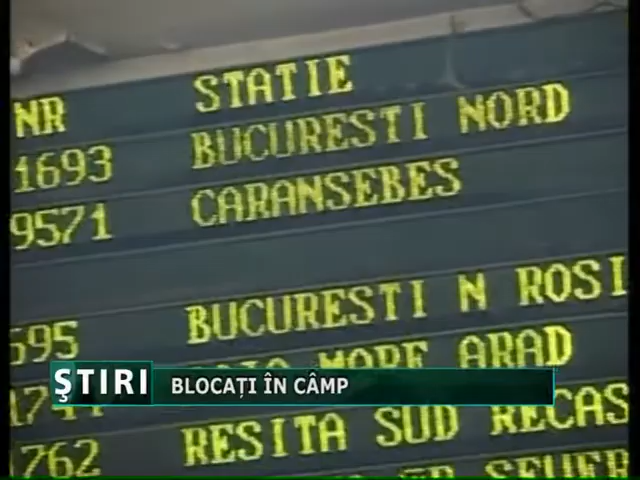 NR STATIE
1693 BUCURESTI NORD
9571 CARANSEBES
595 BUCURESTI N ROSI
MARE ARAD
ŞTIRI BLOCAȚI ÎN CÂMP
1762 RESITA SUD RECAS